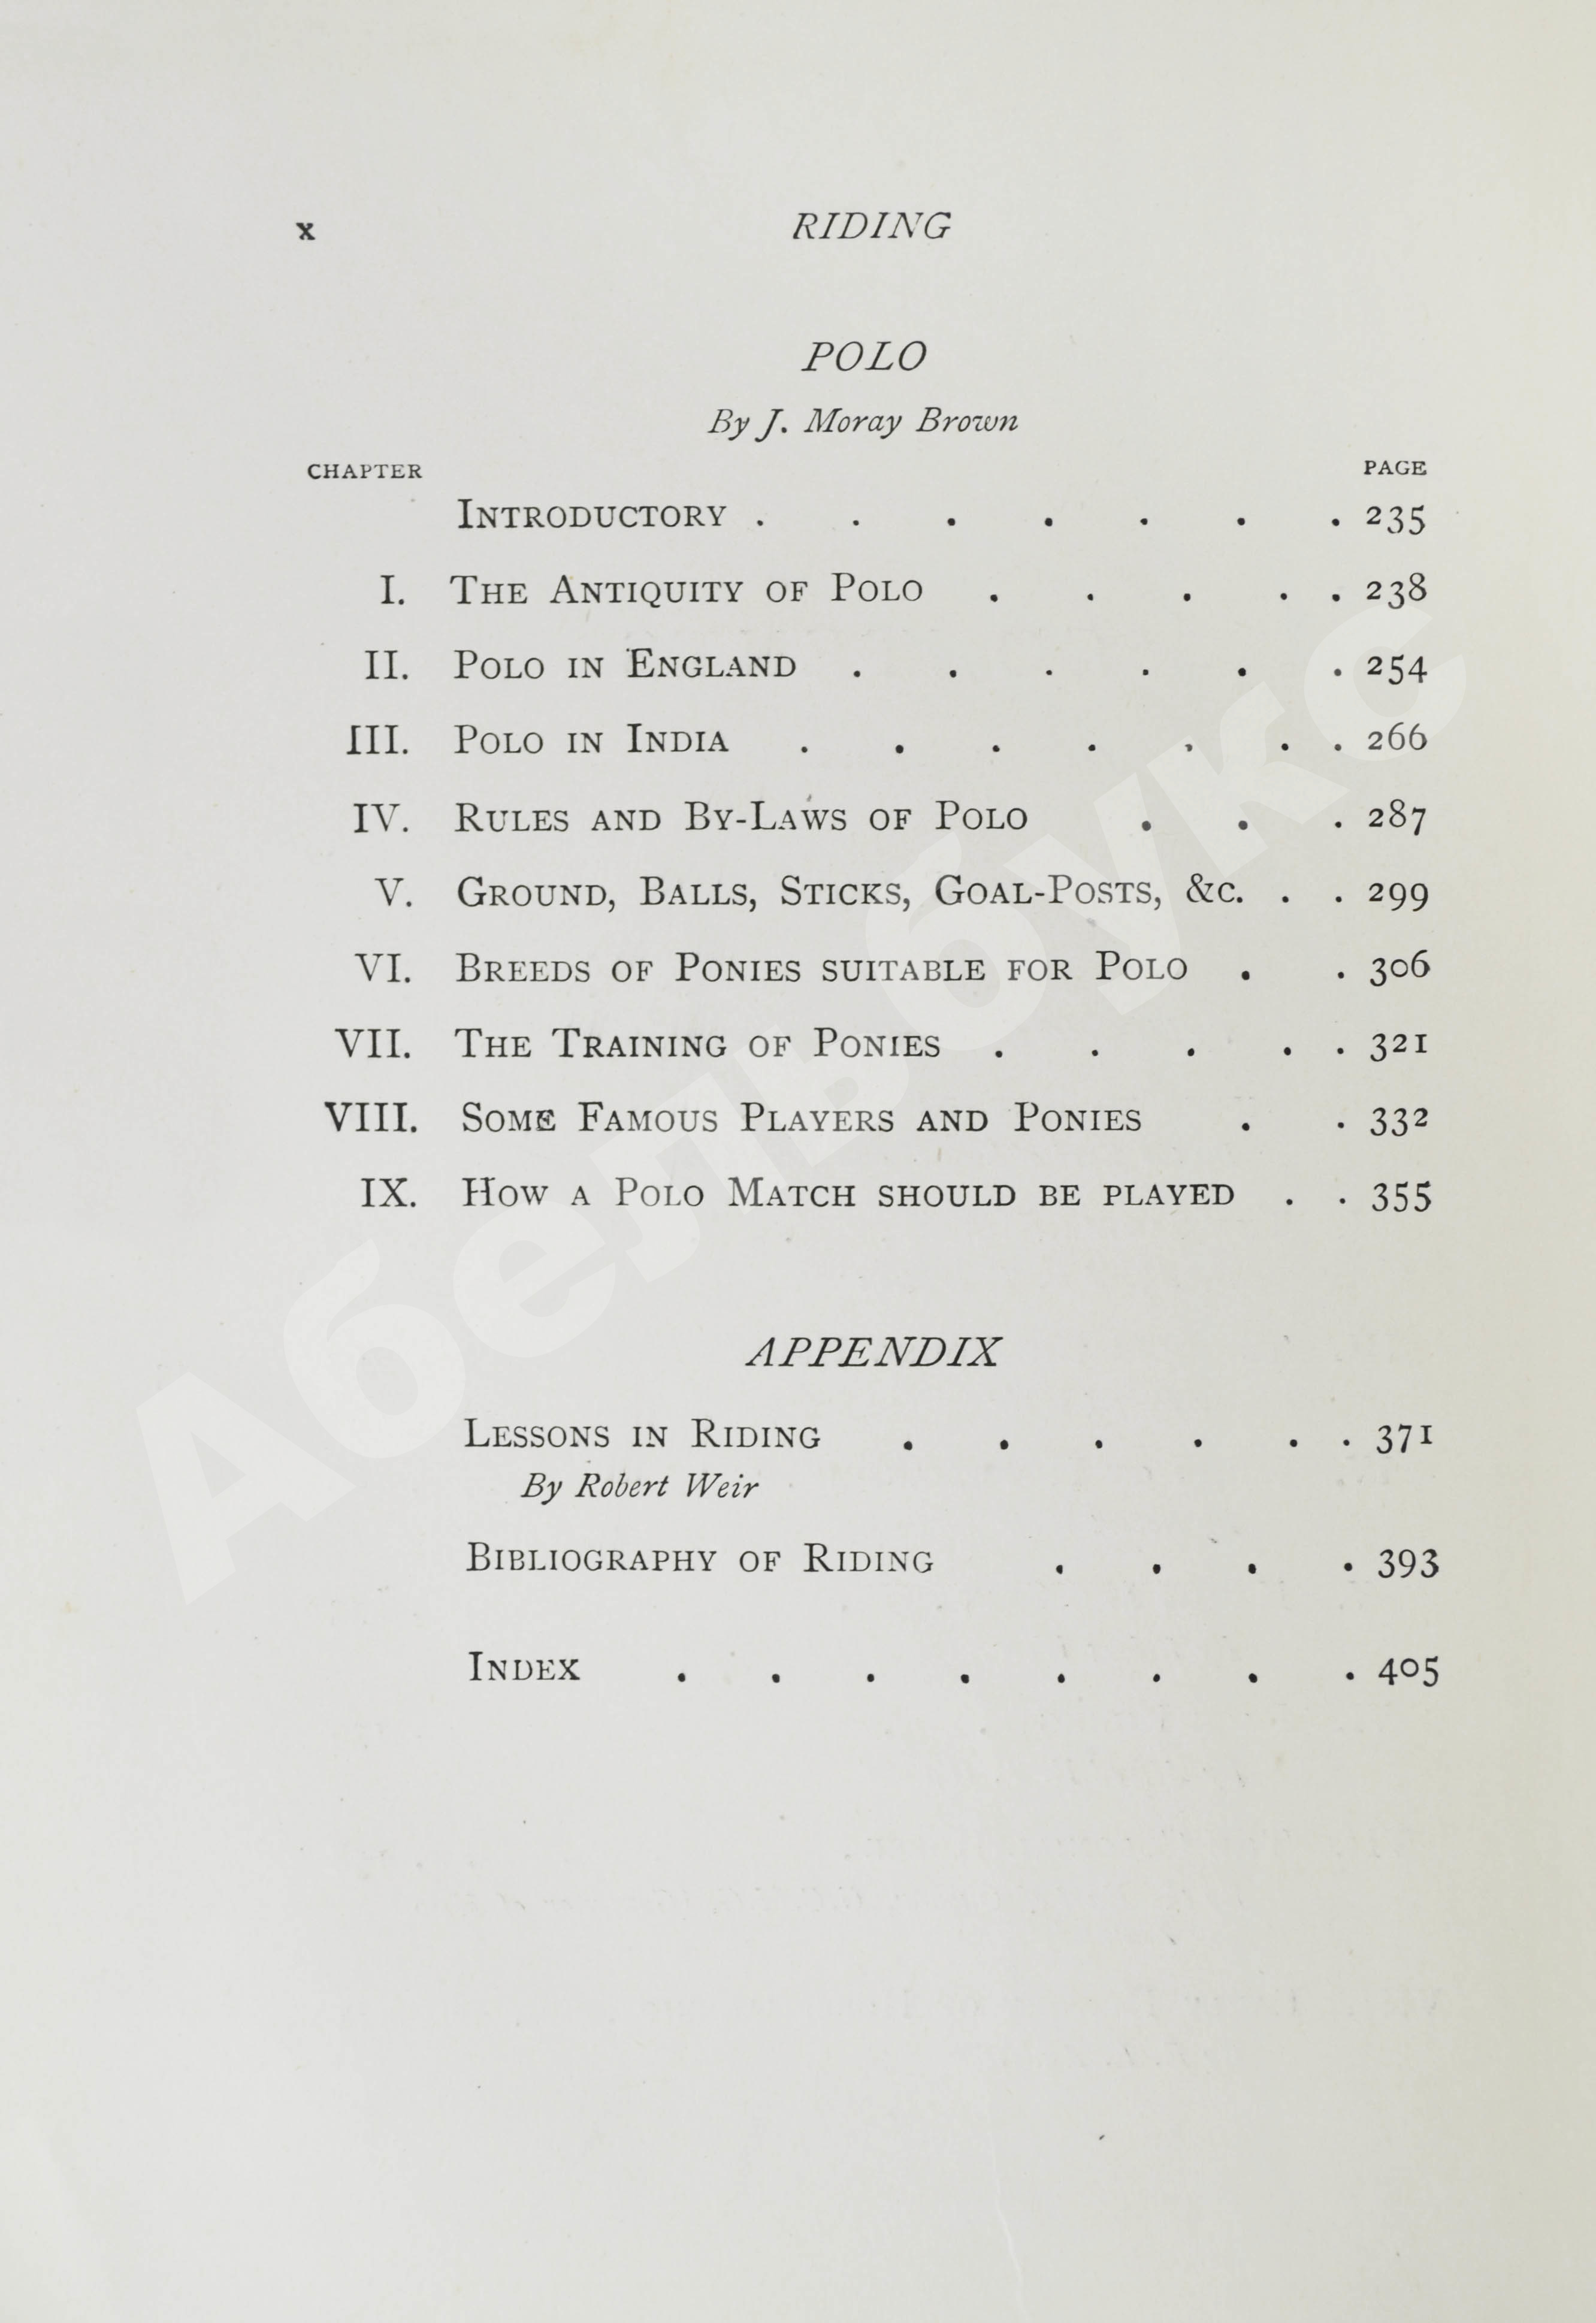 x RIDING
POLO
By J. Moray Brown
CHAPTER PAGE
INTRODUCTORY . . . . . . . 235
I. THE ANTIQUITY OF POLO . . . . . 238
II. POLO IN ENGLAND . . . . . . 254
III. POLO IN INDIA . . . . . . . 266
IV. RULES AND BY-LAWS OF POLO . . . 287
V. GROUND, BALLS, STICKS, GOAL-POSTS, &C. . . 299
VI. BREEDS OF PONIES SUITABLE FOR POLO . . 306
VII. THE TRAINING OF PONIES . . . . . 321
VIII. SOME FAMOUS PLAYERS AND PONIES . . 332
IX. HOW A POLO MATCH SHOULD BE PLAYED . . 355
APPENDIX
LESSONS IN RIDING . . . . . . 371
By Robert Weir
BIBLIOGRAPHY OF RIDING . . . . 393
INDEX . . . . . . . . 405
Абельбукс